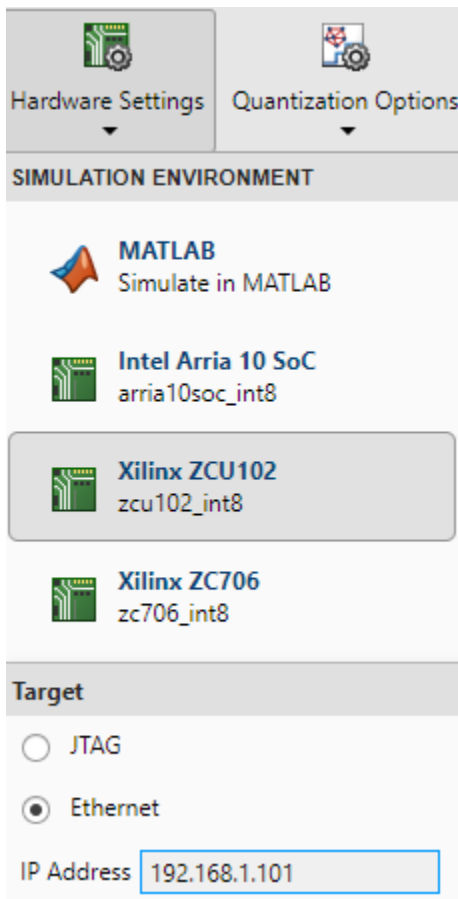 Hardware Settings
Quantization Options
SIMULATION ENVIRONMENT
MATLAB
Simulate in MATLAB
Intel Arria 10 SoC
arria10soc_int8
Xilinx ZCU102
zcu102_int8
Xilinx ZC706
zc706_int8
Target
JTAG
Ethernet
IP Address 192.168.1.101